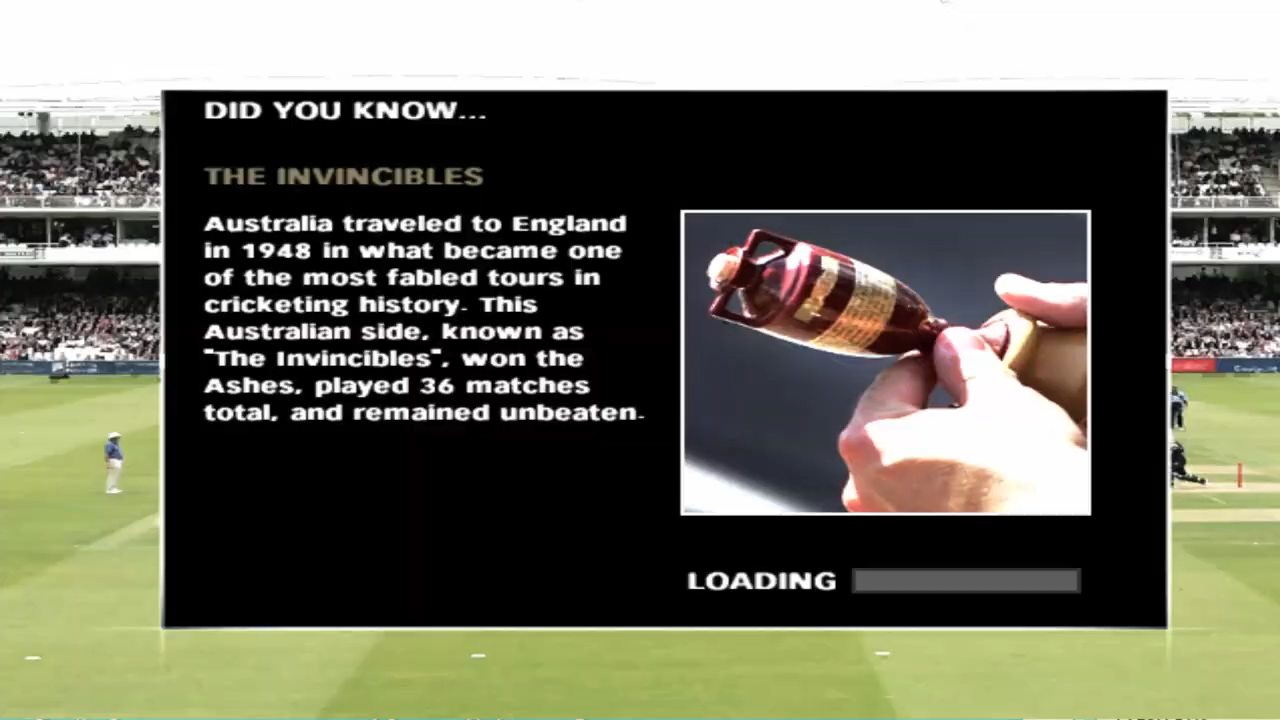 DID YOU KNOW...
THE INVINCIBLES
Australia traveled to England
in 1948 in what became one
of the most fabled tours in
cricketing history. This
Australian side, known as
"The Invincibles", won the
Ashes, played 36 matches
total, and remained unbeaten.
LOADING